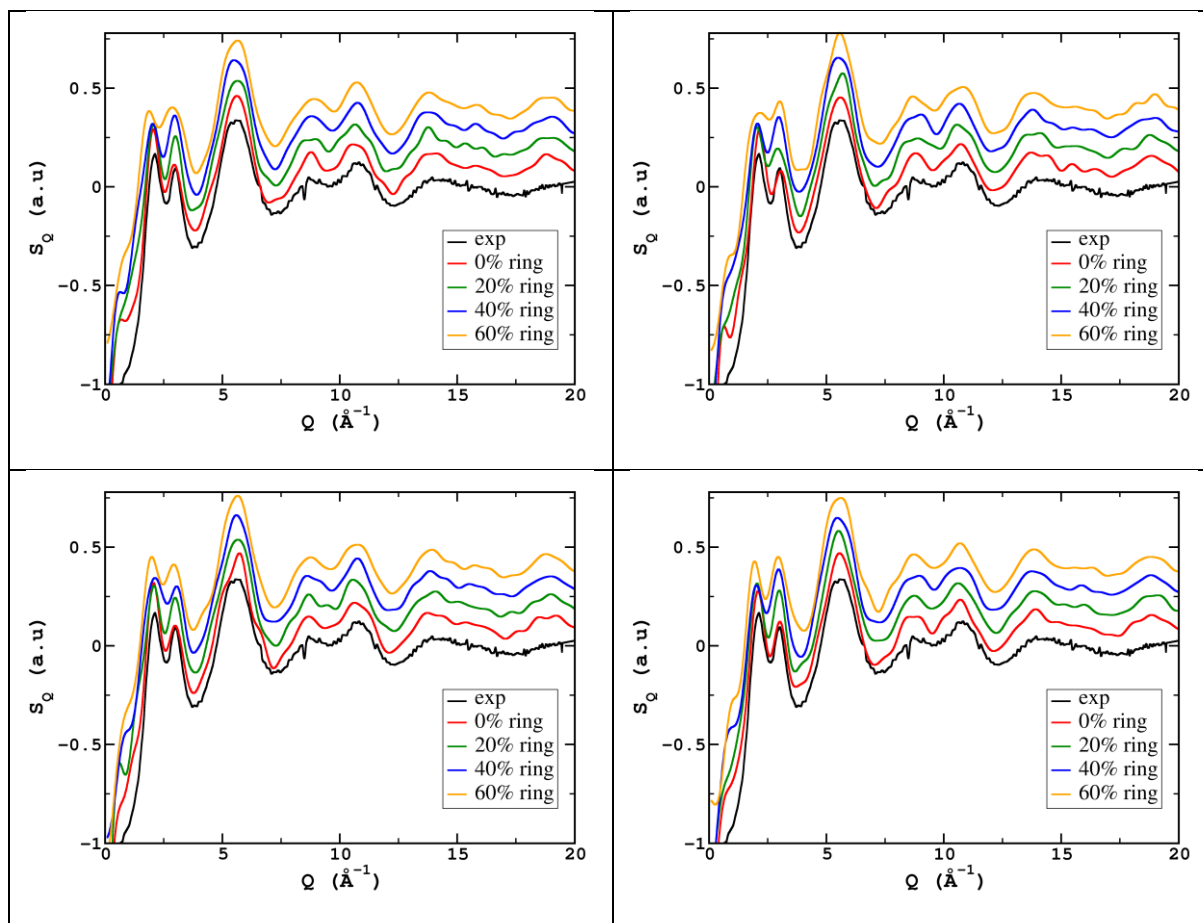 0.5
0
−0.5
−1
0 5 10 15 20
S_Q (a.u)
Q (Å⁻¹)
exp
0% ring
20% ring
40% ring
60% ring
0.5
0
−0.5
−1
0 5 10 15 20
S_Q (a.u)
Q (Å⁻¹)
exp
0% ring
20% ring
40% ring
60% ring
0.5
0
−0.5
−1
0 5 10 15 20
S_Q (a.u)
Q (Å⁻¹)
exp
0% ring
20% ring
40% ring
60% ring
0.5
0
−0.5
−1
0 5 10 15 20
S_Q (a.u)
Q (Å⁻¹)
exp
0% ring
20% ring
40% ring
60% ring